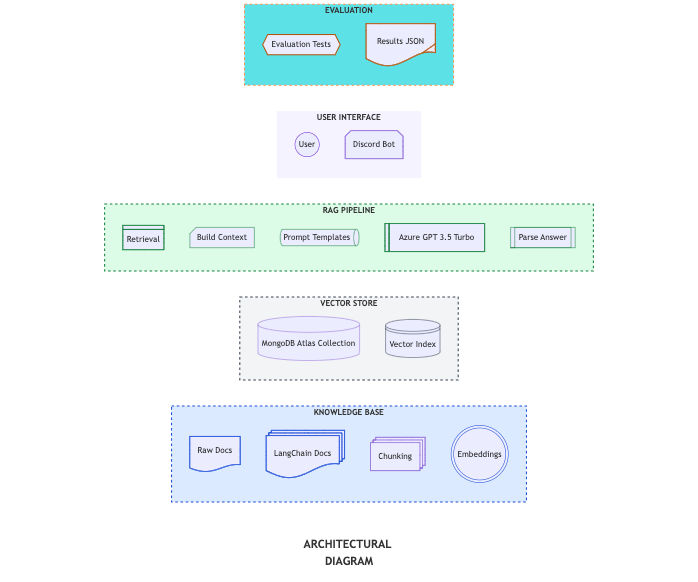 EVALUATION
Evaluation Tests
Results JSON
USER INTERFACE
User
Discord Bot
RAG PIPELINE
Retrieval
Build Context
Prompt Templates
Azure GPT 3.5 Turbo
Parse Answer
VECTOR STORE
MongoDB Atlas Collection
Vector Index
KNOWLEDGE BASE
Raw Docs
LangChain Docs
Chunking
Embeddings
ARCHITECTURAL
DIAGRAM